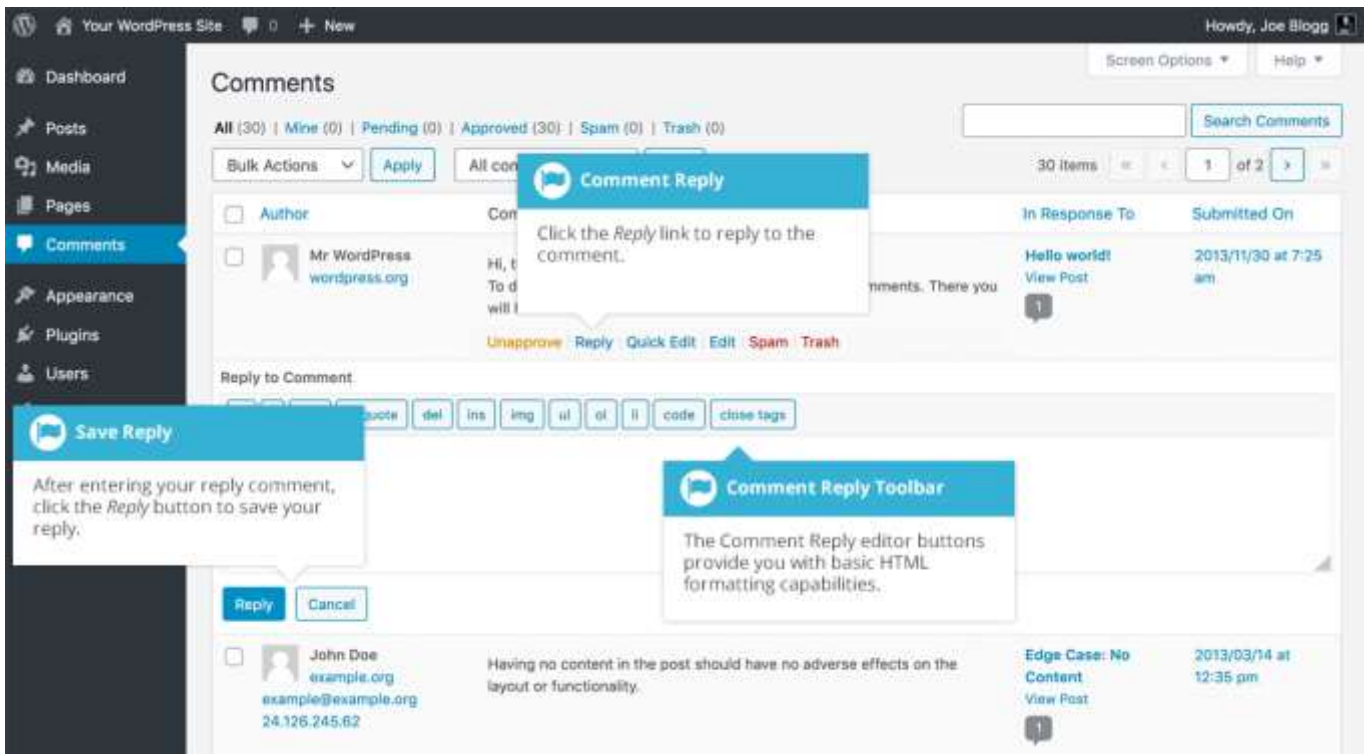 Your WordPress Site 0 + New Howdy, Joe Blogg
Screen Options Help
Dashboard
Posts
Media
Pages
Comments
Appearance
Plugins
Users
Comments
All (30) | Mine (0) | Pending (0) | Approved (30) | Spam (0) | Trash (0)
Search Comments
Bulk Actions Apply All con
30 items « ‹ 1 of 2 › »
Comment Reply
Click the Reply link to reply to the
comment.
Author Com In Response To Submitted On
Mr WordPress
wordpress.org
Hi, t
To d mments. There you
will
Hello world!
View Post
1
2013/11/30 at 7:25
am
Unapprove Reply Quick Edit Edit Spam Trash
Reply to Comment
quote del ins img ul ol li code close tags
Save Reply
After entering your reply comment,
click the Reply button to save your
reply.
Comment Reply Toolbar
The Comment Reply editor buttons
provide you with basic HTML
formatting capabilities.
Reply Cancel
John Doe
example.org
example@example.org
24.126.245.62
Having no content in the post should have no adverse effects on the
layout or functionality.
Edge Case: No
Content
View Post
1
2013/03/14 at
12:35 pm